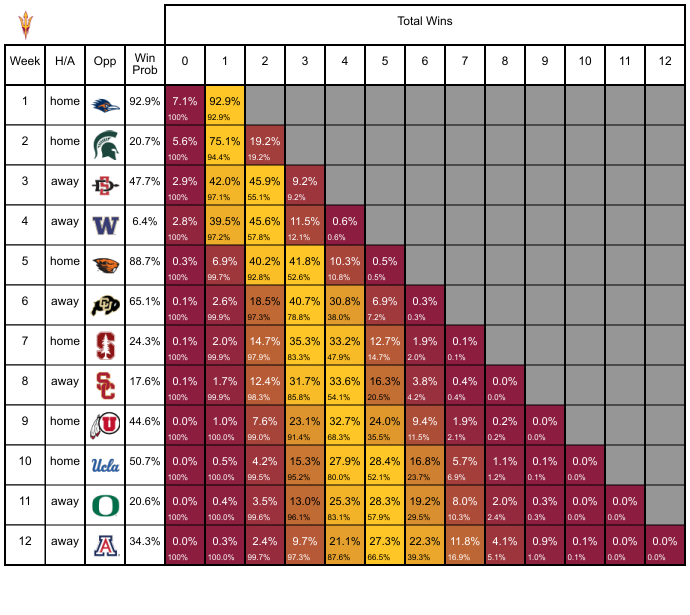 Total Wins
Week H/A Opp Win Prob 0 1 2 3 4 5 6 7 8 9 10 11 12
1 home 92.9% 7.1% 92.9%
100% 92.9%
2 home 20.7% 5.6% 75.1% 19.2%
100% 94.4% 19.2%
3 away SD 47.7% 2.9% 42.0% 45.9% 9.2%
100% 97.1% 55.1% 9.2%
4 away W 6.4% 2.8% 39.5% 45.6% 11.5% 0.6%
100% 97.2% 57.8% 12.1% 0.6%
5 home 88.7% 0.3% 6.9% 40.2% 41.8% 10.3% 0.5%
100% 99.7% 92.8% 52.6% 10.8% 0.5%
6 away CU 65.1% 0.1% 2.6% 18.5% 40.7% 30.8% 6.9% 0.3%
100% 99.9% 97.3% 78.8% 38.0% 7.2% 0.3%
7 home S 24.3% 0.1% 2.0% 14.7% 35.3% 33.2% 12.7% 1.9% 0.1%
100% 99.9% 97.9% 83.3% 47.9% 14.7% 2.0% 0.1%
8 away SC 17.6% 0.1% 1.7% 12.4% 31.7% 33.6% 16.3% 3.8% 0.4% 0.0%
100% 99.9% 98.3% 85.8% 54.1% 20.5% 4.2% 0.4% 0.0%
9 home U 44.6% 0.0% 1.0% 7.6% 23.1% 32.7% 24.0% 9.4% 1.9% 0.2% 0.0%
100% 100.0% 99.0% 91.4% 68.3% 35.5% 11.5% 2.1% 0.2% 0.0%
10 home Ucla 50.7% 0.0% 0.5% 4.2% 15.3% 27.9% 28.4% 16.8% 5.7% 1.1% 0.1% 0.0%
100% 100.0% 99.5% 95.2% 80.0% 52.1% 23.7% 6.9% 1.2% 0.1% 0.0%
11 away O 20.6% 0.0% 0.4% 3.5% 13.0% 25.3% 28.3% 19.2% 8.0% 2.0% 0.3% 0.0% 0.0%
100% 100.0% 99.6% 96.1% 83.1% 57.9% 29.5% 10.3% 2.4% 0.3% 0.0% 0.0%
12 away A 34.3% 0.0% 0.3% 2.4% 9.7% 21.1% 27.3% 22.3% 11.8% 4.1% 0.9% 0.1% 0.0% 0.0%
100% 100.0% 99.7% 97.3% 87.6% 66.5% 39.3% 16.9% 5.1% 1.0% 0.1% 0.0% 0.0%